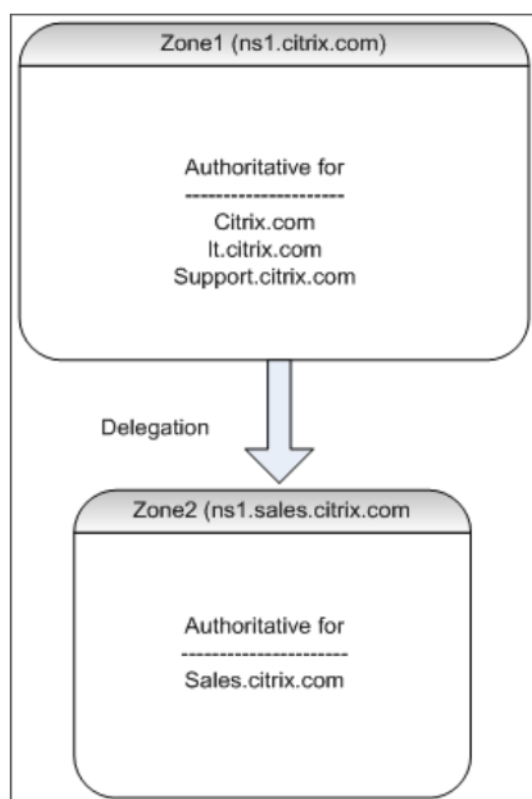 Zone1 (ns1.citrix.com)
Authoritative for
---------------------
Citrix.com
It.citrix.com
Support.citrix.com
Delegation
Zone2 (ns1.sales.citrix.com
Authoritative for
----------------------
Sales.citrix.com